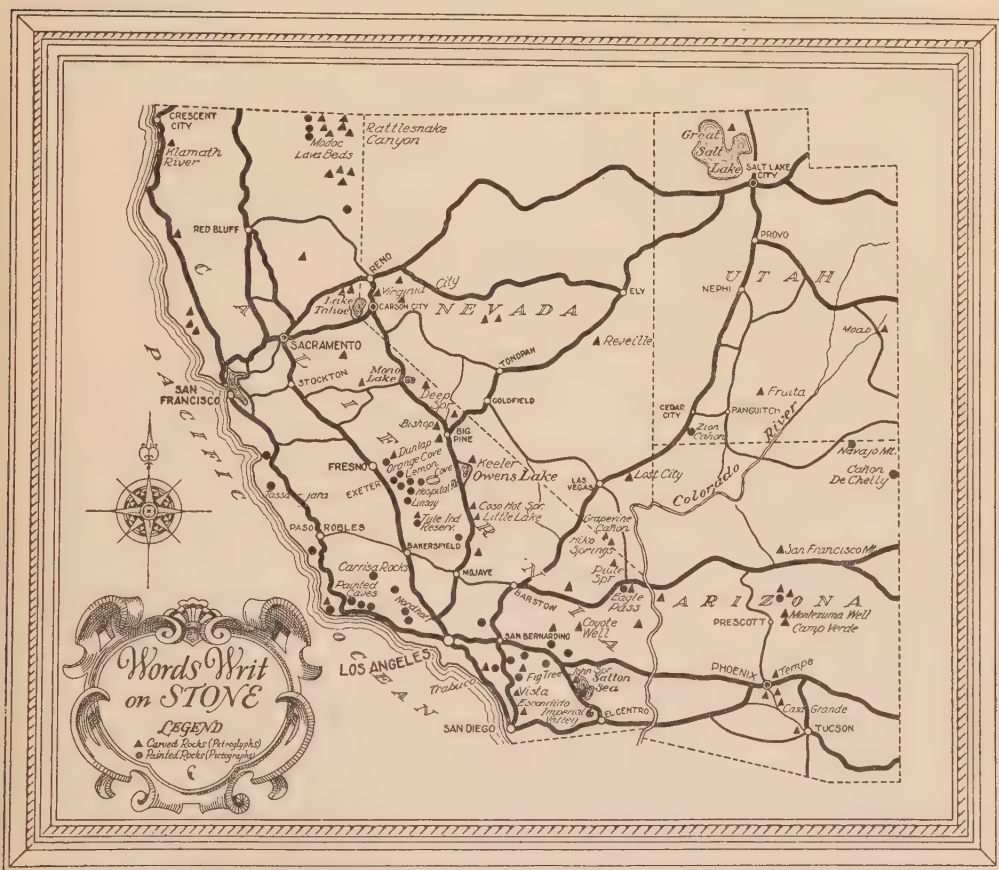 CRESCENT
CITY
Klamath
River
Modoc
Lava Beds
Rattlesnake
Canyon
Great
Salt
Lake
SALT LAKE
CITY
RED BLUFF
PROVO
RENO
Virginia City
Lake
Tahoe
CARSON CITY
NEVADA
ELY
UTAH
NEPHI
Moab
SACRAMENTO
Reveille
STOCKTON
Mono
Lake
TONOPAH
Deep
Spr.
GOLDFIELD
SAN
FRANCISCO
Fruita
CEDAR
CITY
PANGUITCH
Zion
Cañon
Bishop
BIG
PINE
Dunlap
Orange Cove
Lemon Cove
FRESNO
EXETER
Hospital R.
Lindsay
Keeler
Owens Lake
LAS
VEGAS
Lost City
Colorado River
Navajo Mt.
Cañon
De Chelly
Tassajara
Tule Ind.
Reserv.
Coso Hot Spr.
Little Lake
Grapevine
Cañon
Hiko
Springs
Piute
Spr
PASO ROBLES
BAKERSFIELD
San Francisco Mt.
Carrisa Rocks
MOJAVE
Painted
Caves
Nordhoff
BARSTOW
Eagle
Pass
ARIZONA
PRESCOTT
Montezuma Well
Camp Verde
Coyote
Well
SAN BERNARDINO
LOS ANGELES
Trabuco
Fig Tree
John Spr.
Salton
Sea
PHOENIX
Tempe
Vista
Escondido
Imperial
Valley
EL CENTRO
Casa Grande
SAN DIEGO
TUCSON
CALIFORNIA
PACIFIC
OCEAN
Words Writ
on STONE
LEGEND
Carved Rocks (Petroglyphs)
Painted Rocks (Pictographs)